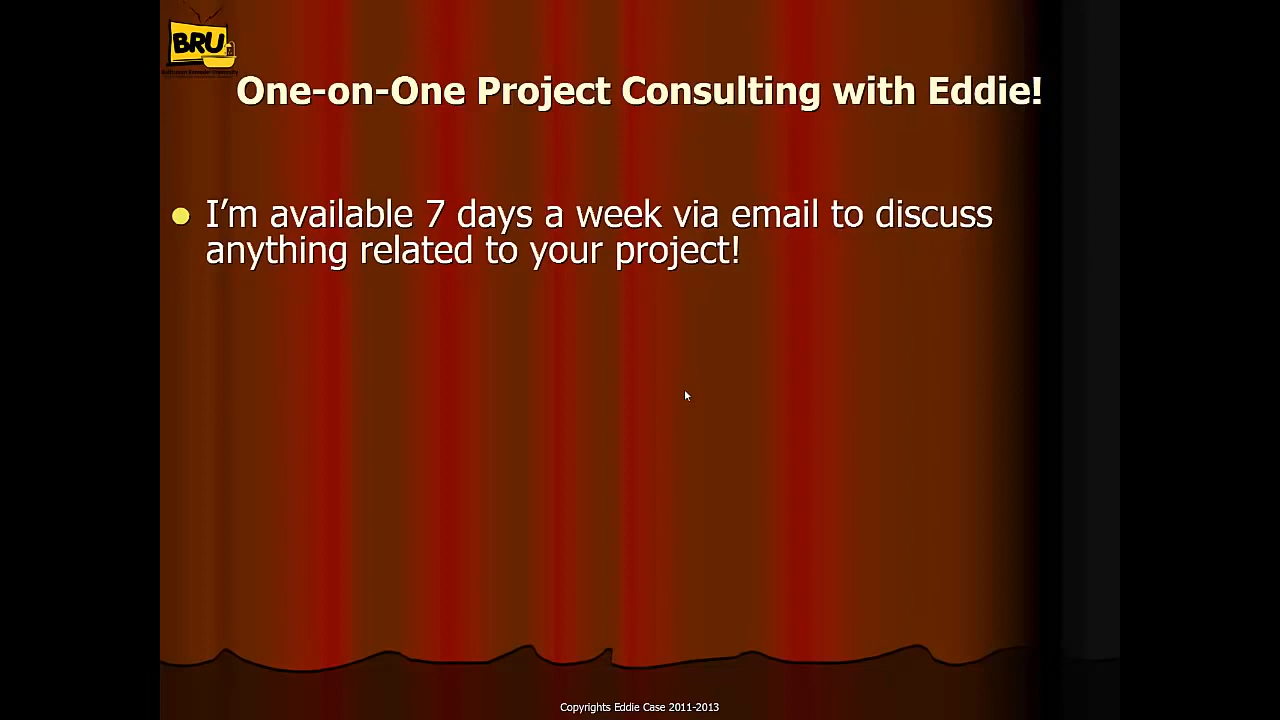 BRU
One-on-One Project Consulting with Eddie!
I’m available 7 days a week via email to discuss
anything related to your project!
Copyrights Eddie Case 2011-2013